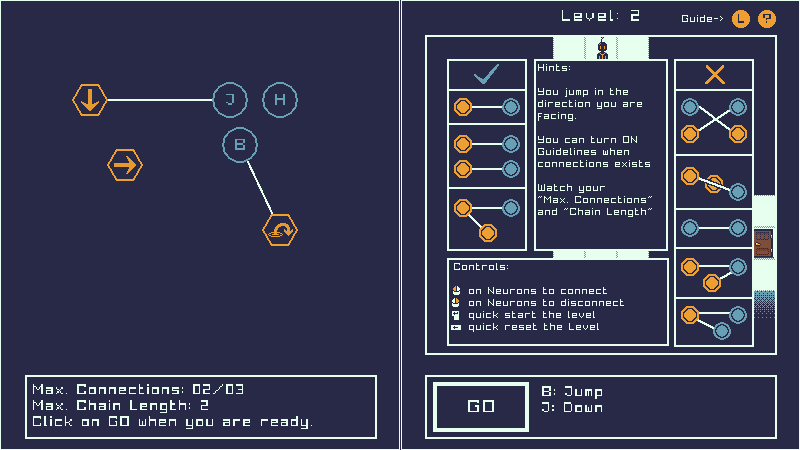 Level: 2
Guide-> L ?
J
H
B
Hints:
You jump in the
direction you are
facing.
You can turn ON
Guidelines when
connections exists
Watch your
"Max. Connections"
and "Chain Length"
Controls:
on Neurons to connect
on Neurons to disconnect
quick start the level
quick reset the Level
Max. Connections: 02/03
Max. Chain Length: 2
Click on GO when you are ready.
GO
B: Jump
J: Down